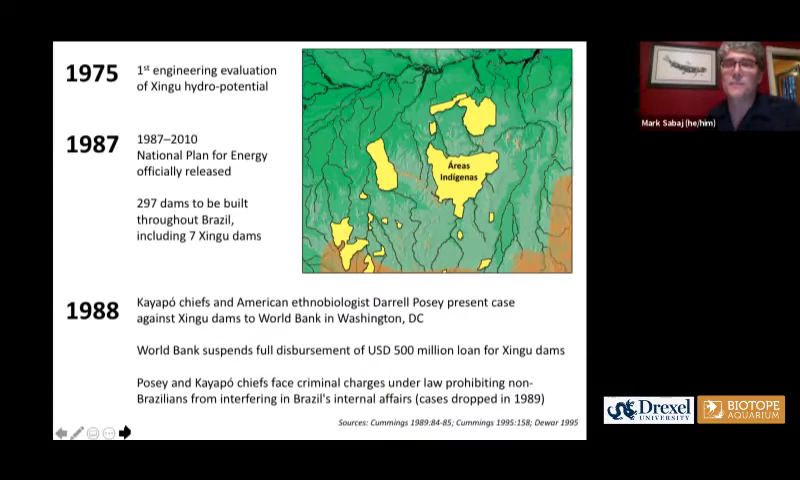 1975
1st engineering evaluation
of Xingu hydro-potential
1987
1987–2010
National Plan for Energy
officially released
297 dams to be built
throughout Brazil,
including 7 Xingu dams
Áreas
Indígenas
1988
Kayapó chiefs and American ethnobiologist Darrell Posey present case
against Xingu dams to World Bank in Washington, DC
World Bank suspends full disbursement of USD 500 million loan for Xingu dams
Posey and Kayapó chiefs face criminal charges under law prohibiting non-
Brazilians from interfering in Brazil's internal affairs (cases dropped in 1989)
Sources: Cummings 1989:84-85; Cummings 1995:158; Dewar 1995
Mark Sabaj (he/him)
Drexel
UNIVERSITY
BIOTOPE
AQUARIUM